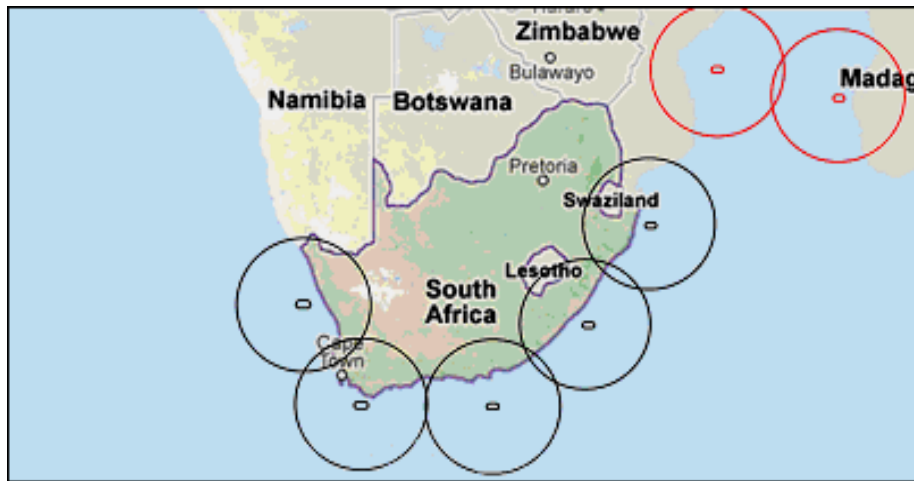 Zimbabwe
Bulawayo
Madag
Namibia
Botswana
Pretoria
Swaziland
Lesotho
South
Africa
Cape
Town